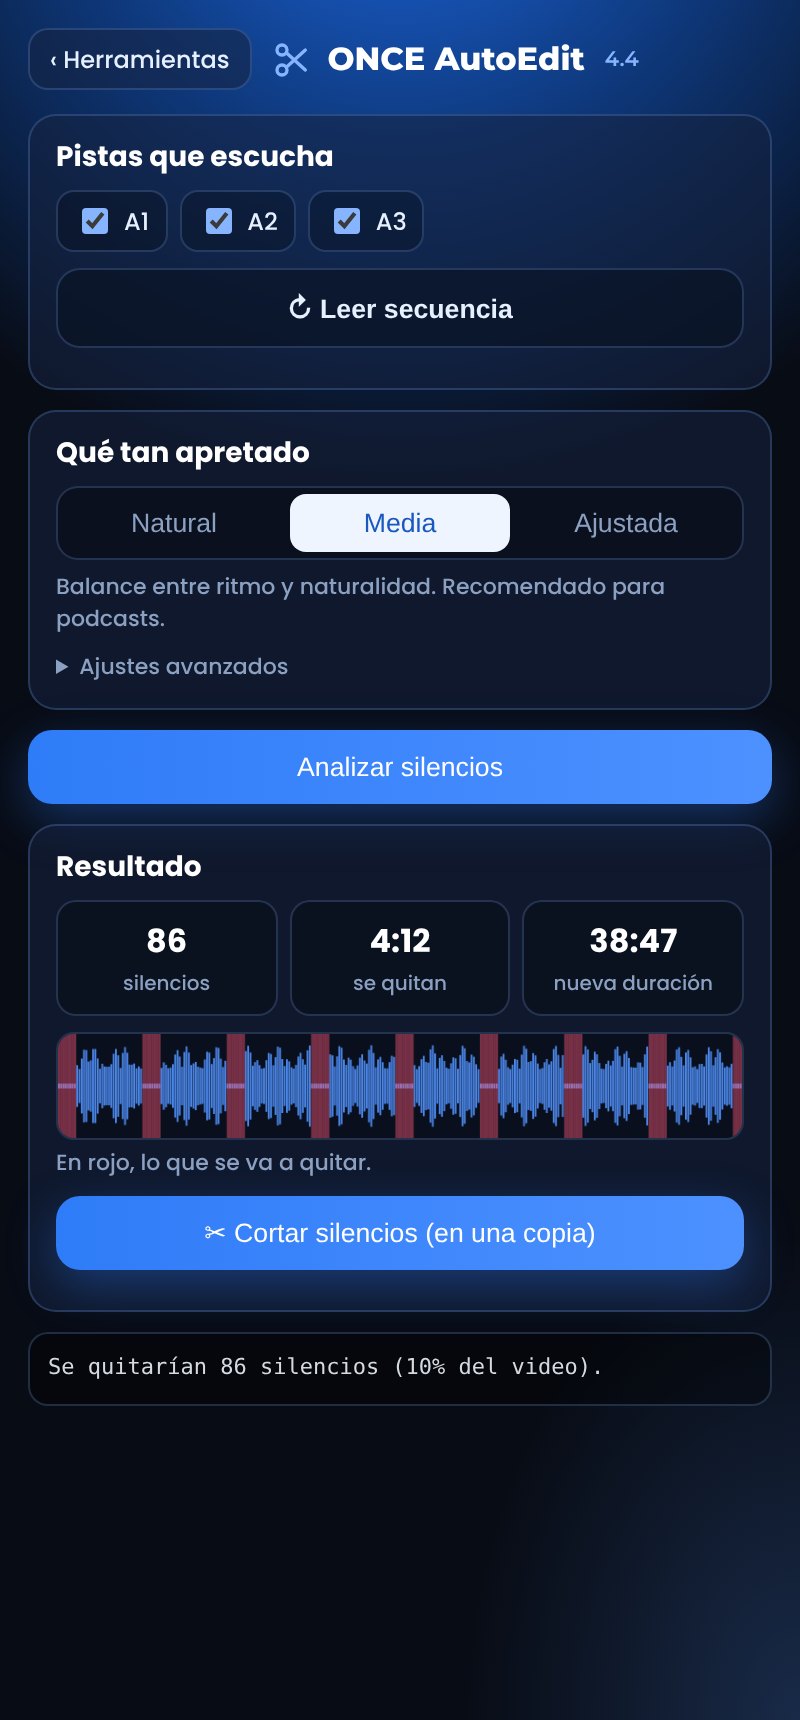 ‹ Herramientas
ONCE AutoEdit 4.4
Pistas que escucha
A1 A2 A3
↻ Leer secuencia
Qué tan apretado
Natural Media Ajustada
Balance entre ritmo y naturalidad. Recomendado para
podcasts.
▶ Ajustes avanzados
Analizar silencios
Resultado
86 4:12 38:47
silencios se quitan nueva duración
En rojo, lo que se va a quitar.
✂ Cortar silencios (en una copia)
Se quitarían 86 silencios (10% del video).